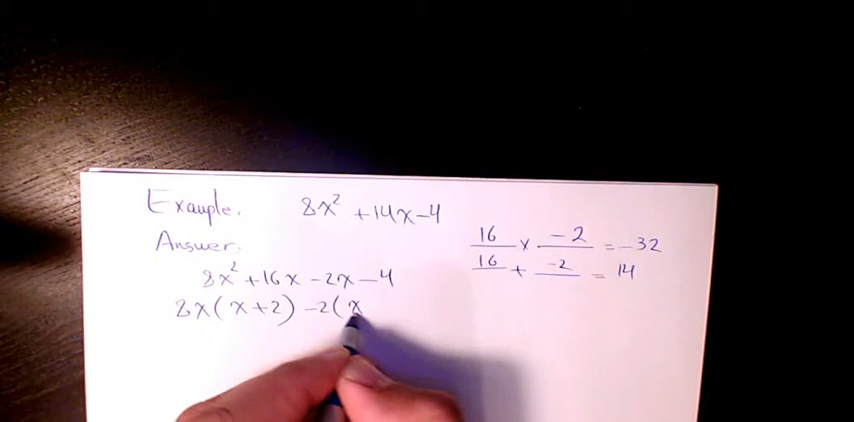 Example. 8x² +14x-4
Answer.
16 x -2 = -32
16 + -2 = 14
8x² +16x -2x -4
8x(x+2) -2(x